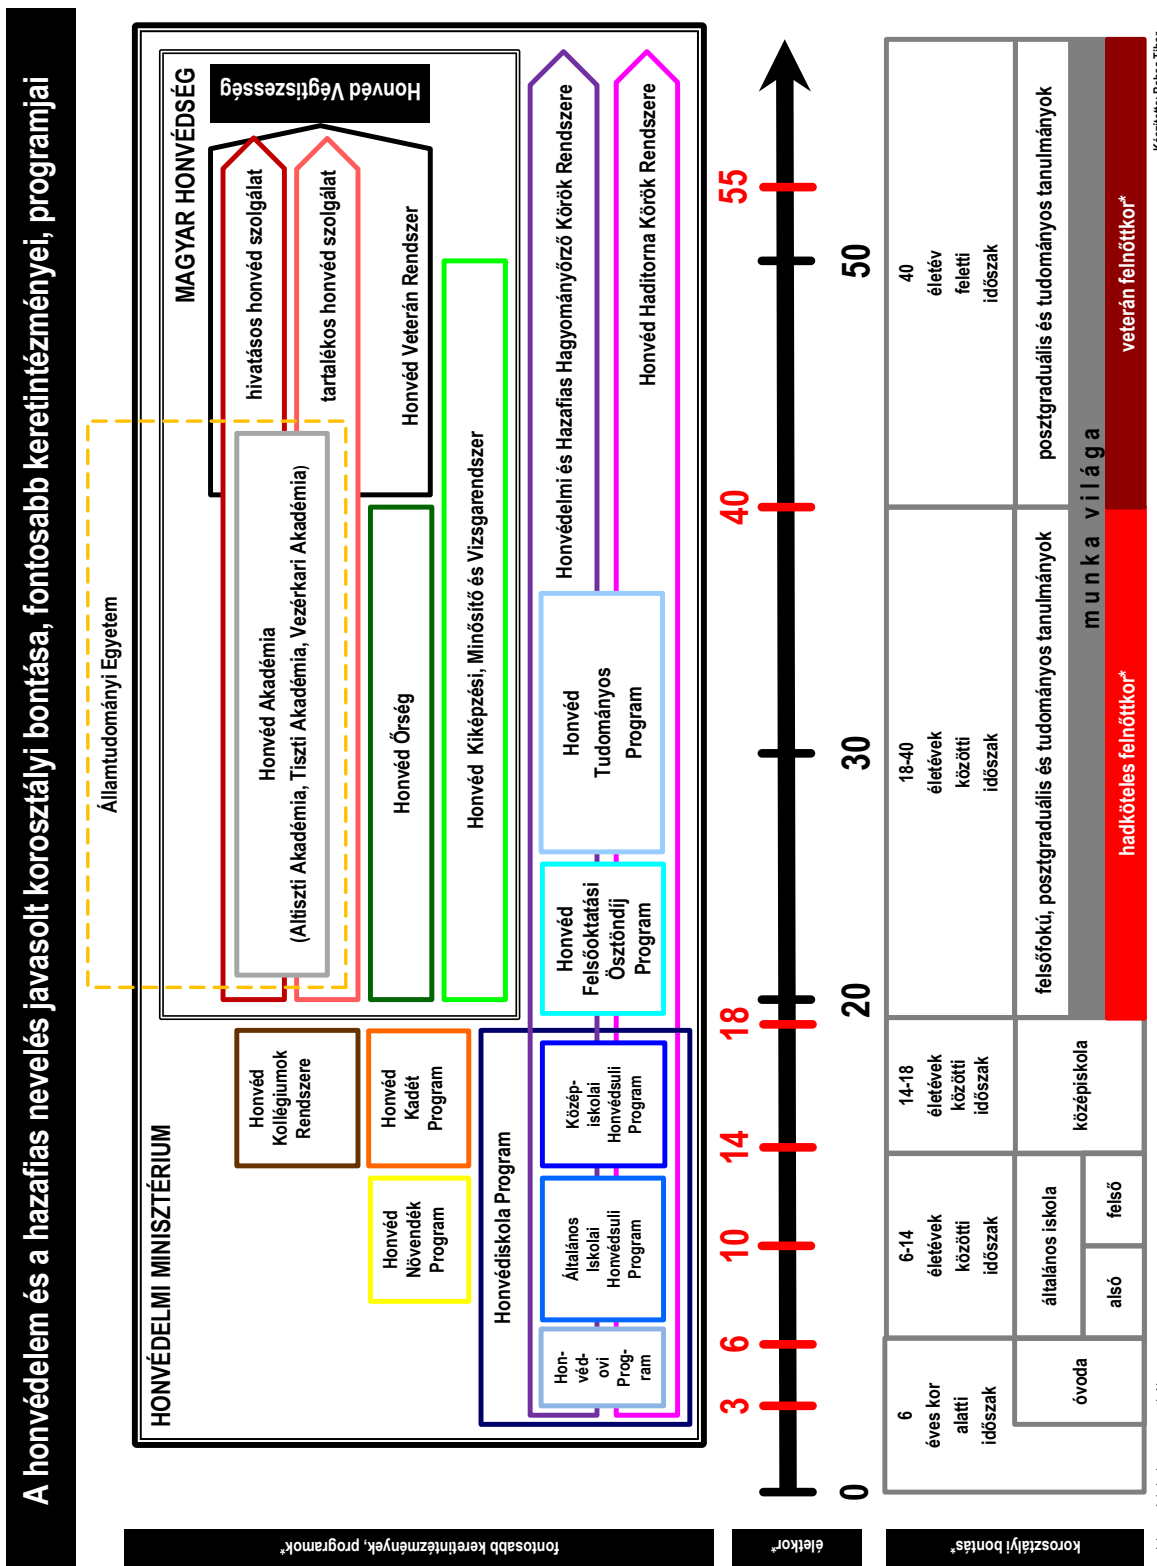 A honvédelem és a hazafias nevelés javasolt korosztályi bontása, fontosabb keretintézményei, programjai
fontosabb keretintézmények, programok*
Államtudományi Egyetem
HONVÉDELMI MINISZTÉRIUM
MAGYAR HONVÉDSÉG
Honvéd Végtiszesség
hivatásos honvéd szolgálat
tartalékos honvéd szolgálat
Honvéd Veterán Rendszer
Honvéd Akadémia
(Altiszti Akadémia, Tiszti Akadémia, Vezérkari Akadémia)
Honvéd Őrség
Honvéd Kiképzési, Minősítő és Vizsgarendszer
Honvéd
Kollégiumok
Rendszere
Honvéd
Kadét
Program
Honvéd
Növendék
Program
Honvédiskola Program
Hon-
véd-
ovi
Prog-
ram
Általános
Iskolai
Honvédsuli
Program
Közép-
iskolai
Honvédsuli
Program
Honvéd
Felsőoktatási
Ösztöndíj
Program
Honvéd
Tudományos
Program
Honvédelmi és Hazafias Hagyományőrző Körök Rendszere
Honvéd Haditorna Körök Rendszere
életkor*
3
6
10
14
18
40
55
0
20
30
50
korosztályi bontás*
6
éves kor
alatti
időszak
6-14
életévek
közötti
időszak
14-18
életévek
közötti
időszak
18-40
életévek
közötti
időszak
40
életév
feletti
időszak
óvoda
általános iskola
alsó
felső
középiskola
felsőfokú, posztgraduális és tudományos tanulmányok
posztgraduális és tudományos tanulmányok
munka világa
hadköteles felnőttkor*
veterán felnőttkor*